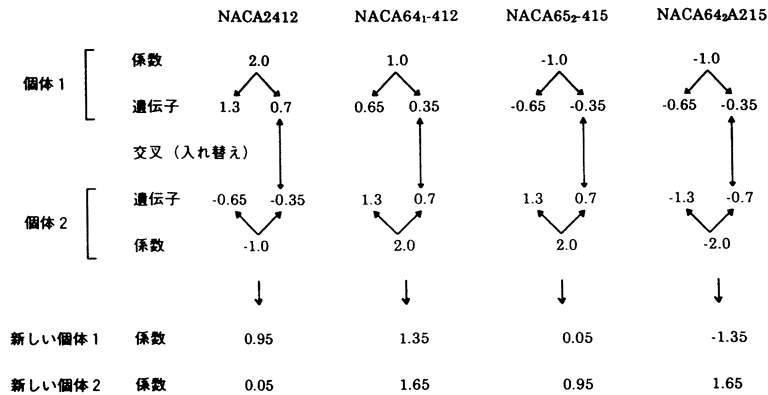 NACA2412 NACA64₁-412 NACA65₂-415 NACA64₂A215
係数 2.0 1.0 -1.0 -1.0
個体1
遺伝子 1.3 0.7 0.65 0.35 -0.65 -0.35 -0.65 -0.35
交叉（入れ替え）
遺伝子 -0.65 -0.35 1.3 0.7 1.3 0.7 -1.3 -0.7
個体2
係数 -1.0 2.0 2.0 -2.0
新しい個体1 係数 0.95 1.35 0.05 -1.35
新しい個体2 係数 0.05 1.65 0.95 1.65